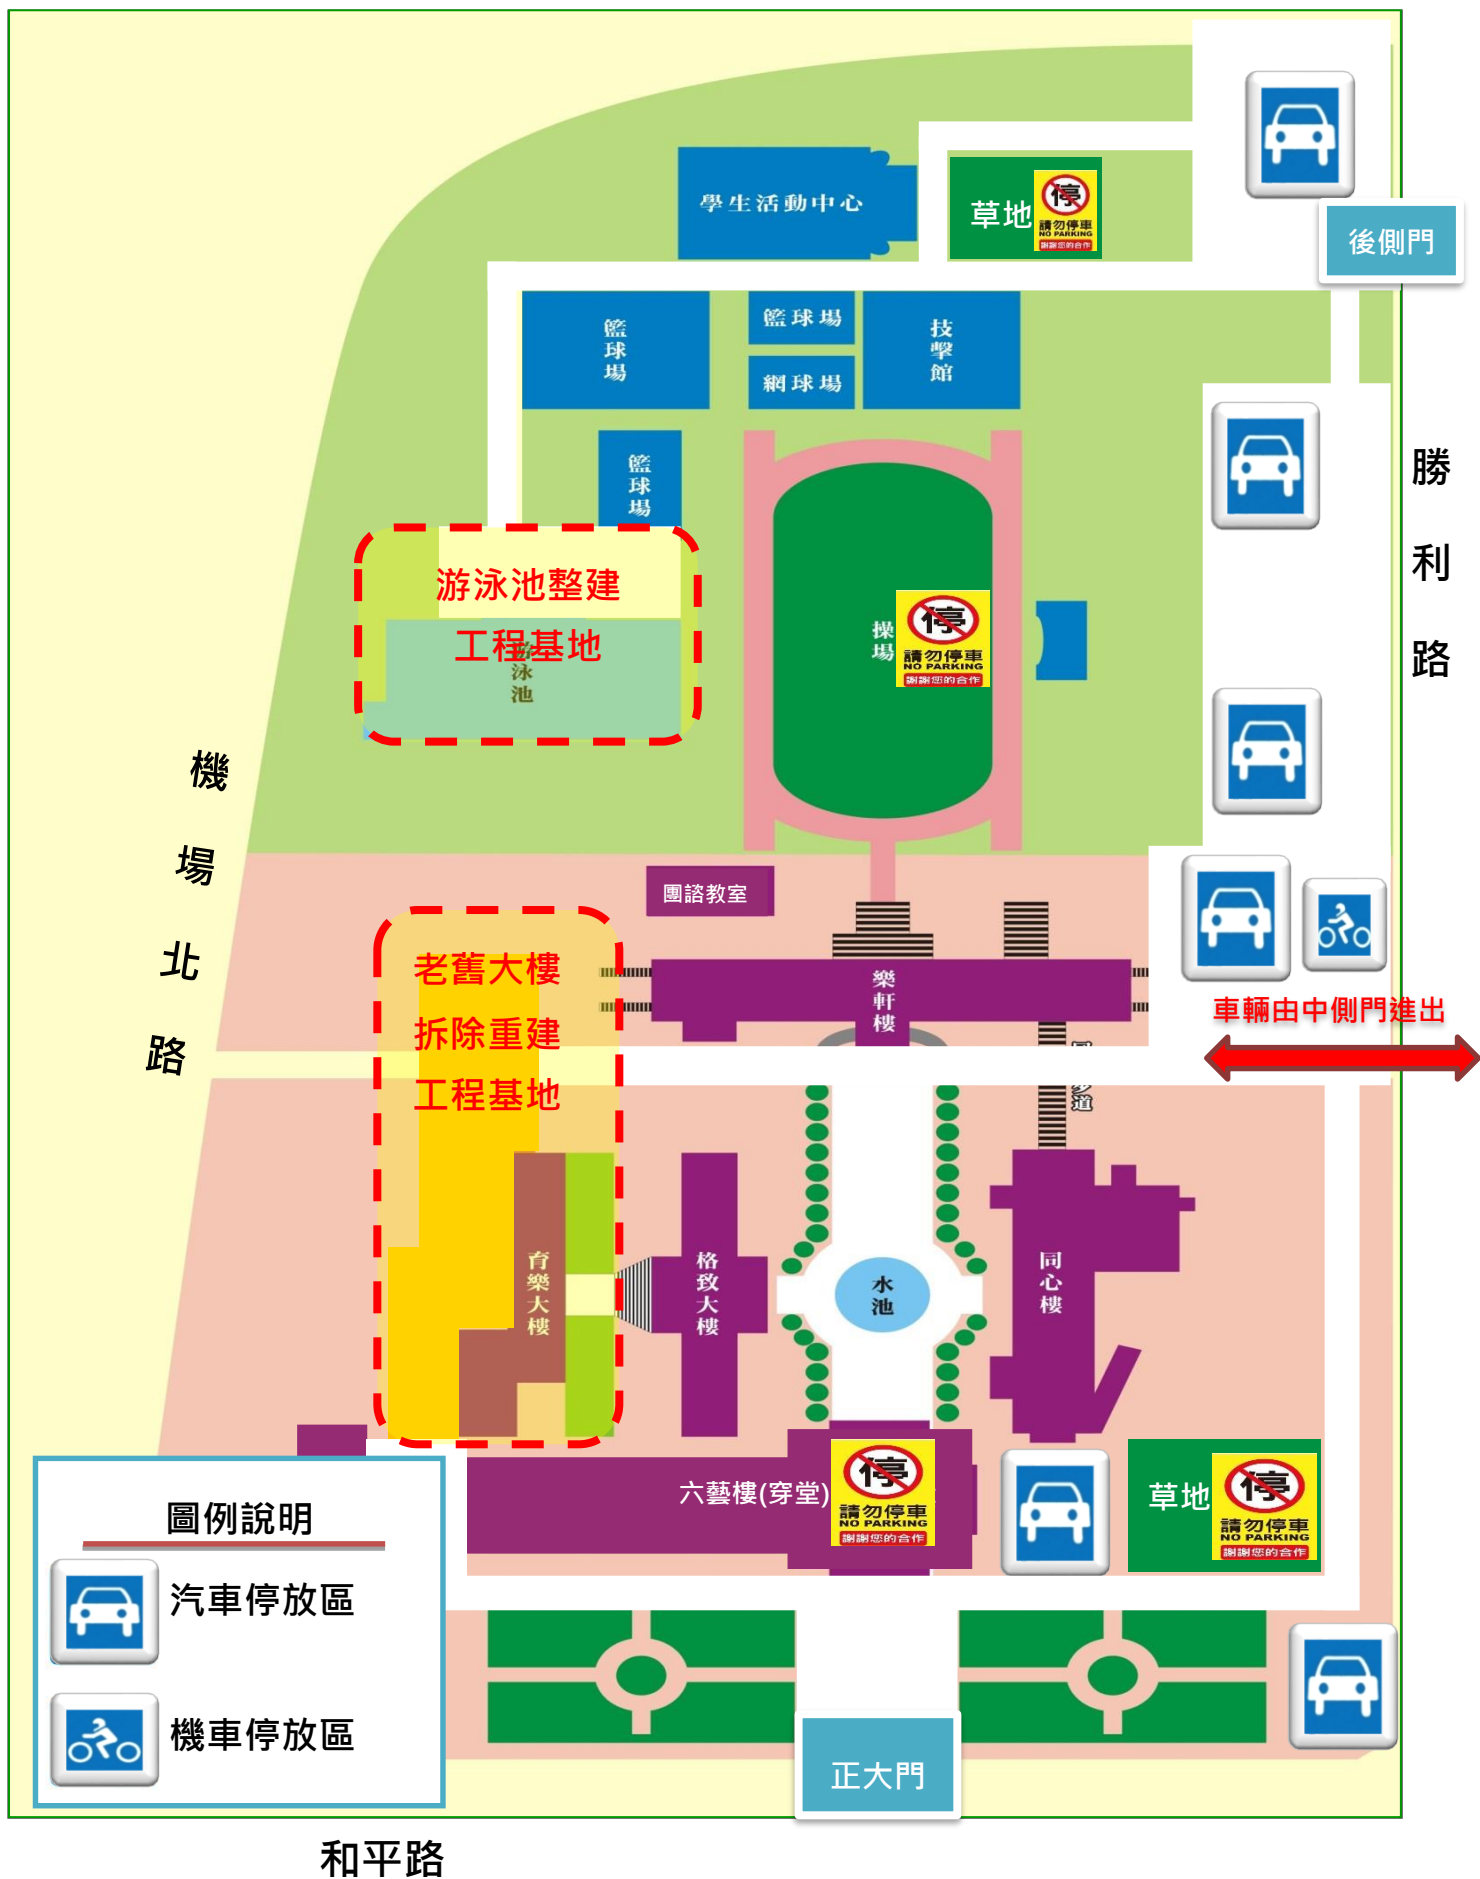 學生活動中心
草地
停
請勿停車
NO PARKING
謝謝您的合作
後側門
籃球場
籃球場
網球場
技擊館
籃球場
勝利路
游泳池整建
工程基地
游泳池
操場
停
請勿停車
NO PARKING
謝謝您的合作
機場北路
團諮教室
老舊大樓
拆除重建
工程基地
樂軒樓
車輛由中側門進出
育樂大樓
格致大樓
水池
同心樓
六藝樓(穿堂)
停
請勿停車
NO PARKING
謝謝您的合作
草地
停
請勿停車
NO PARKING
謝謝您的合作
圖例說明
汽車停放區
機車停放區
正大門
和平路